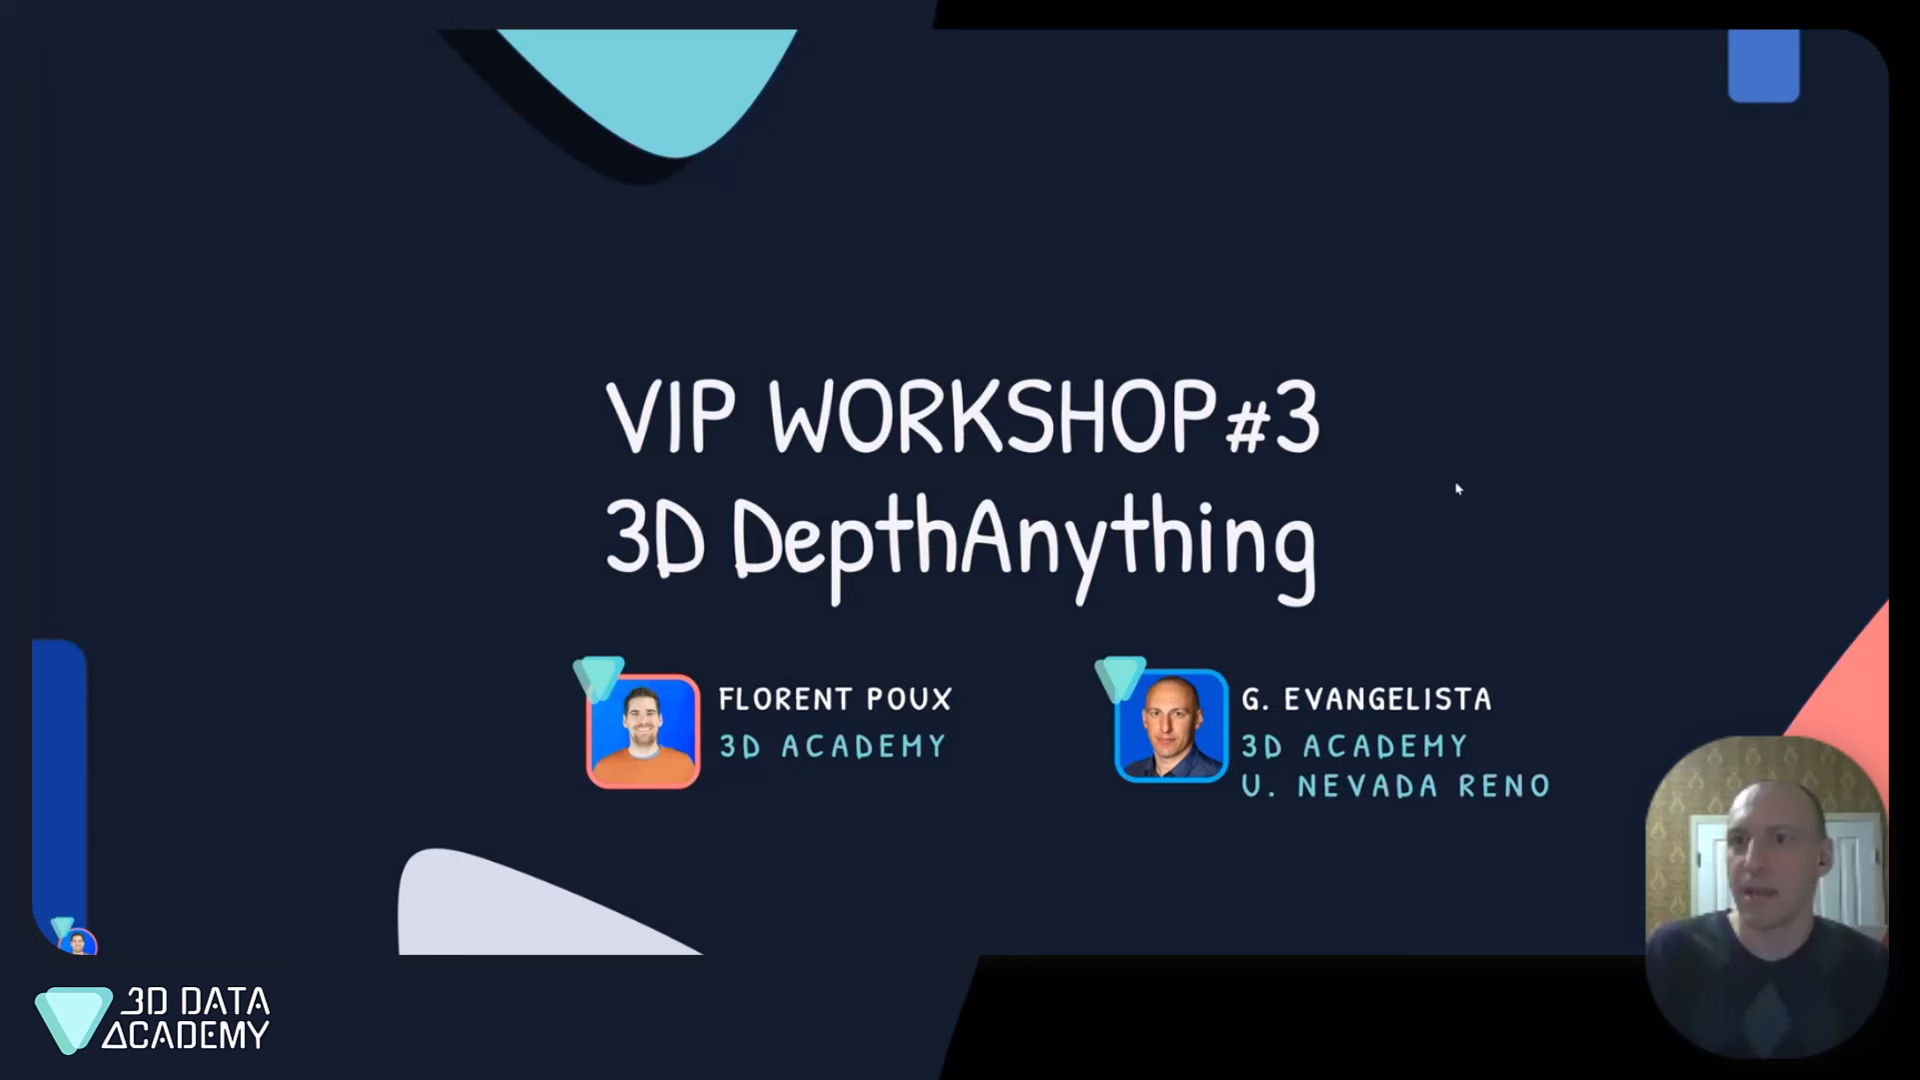 VIP WORKSHOP#3
3D DepthAnything
FLORENT POUX
3D ACADEMY
G. EVANGELISTA
3D ACADEMY
U. NEVADA RENO
3D DATA
ACADEMY